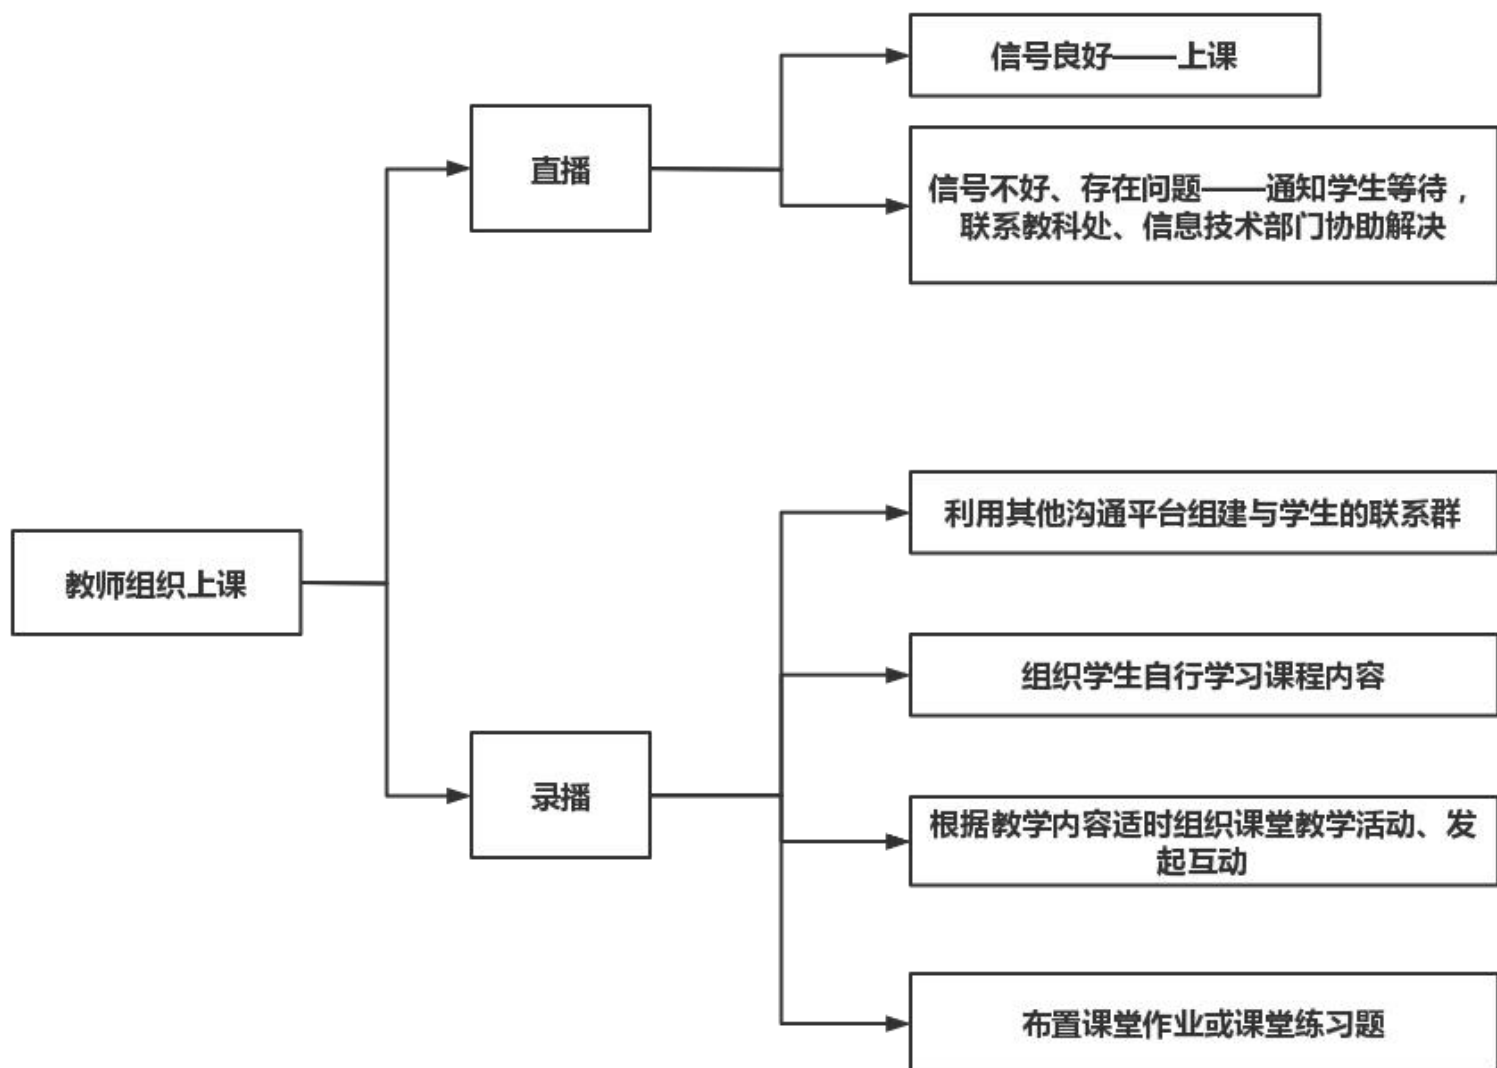 信号良好——上课
直播
信号不好、存在问题——通知学生等待，
联系教科处、信息技术部门协助解决
利用其他沟通平台组建与学生的联系群
教师组织上课
组织学生自行学习课程内容
录播
根据教学内容适时组织课堂教学活动、发
起互动
布置课堂作业或课堂练习题